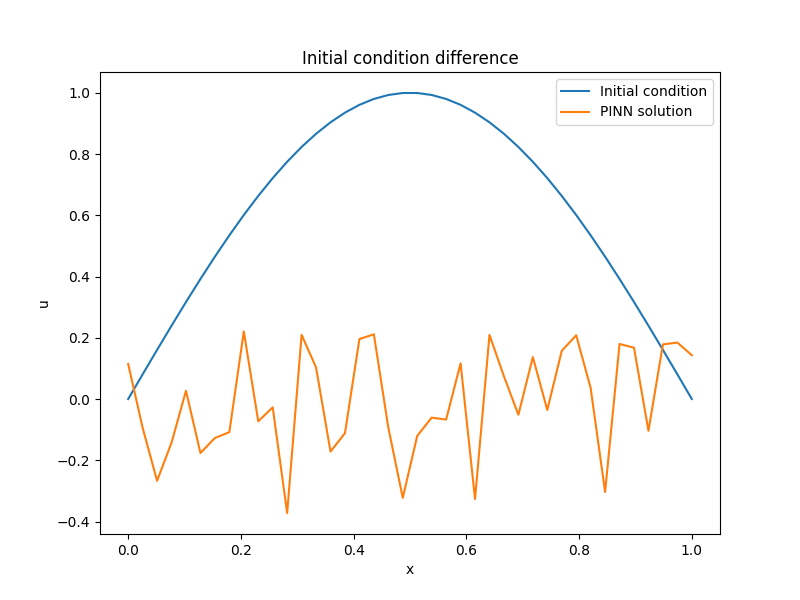 Initial condition difference
Initial condition
PINN solution
1.0
0.8
0.6
0.4
0.2
0.0
−0.2
−0.4
u
0.0
0.2
0.4
0.6
0.8
1.0
x